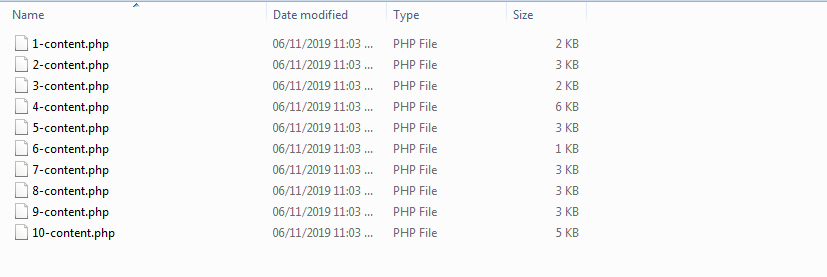 Name Date modified Type Size
1-content.php 06/11/2019 11:03 ... PHP File 2 KB
2-content.php 06/11/2019 11:03 ... PHP File 3 KB
3-content.php 06/11/2019 11:03 ... PHP File 2 KB
4-content.php 06/11/2019 11:03 ... PHP File 6 KB
5-content.php 06/11/2019 11:03 ... PHP File 3 KB
6-content.php 06/11/2019 11:03 ... PHP File 1 KB
7-content.php 06/11/2019 11:03 ... PHP File 3 KB
8-content.php 06/11/2019 11:03 ... PHP File 3 KB
9-content.php 06/11/2019 11:03 ... PHP File 3 KB
10-content.php 06/11/2019 11:03 ... PHP File 5 KB